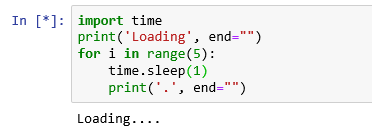 In [*]: import time
print('Loading', end="")
for i in range(5):
    time.sleep(1)
    print('.', end="")
Loading....